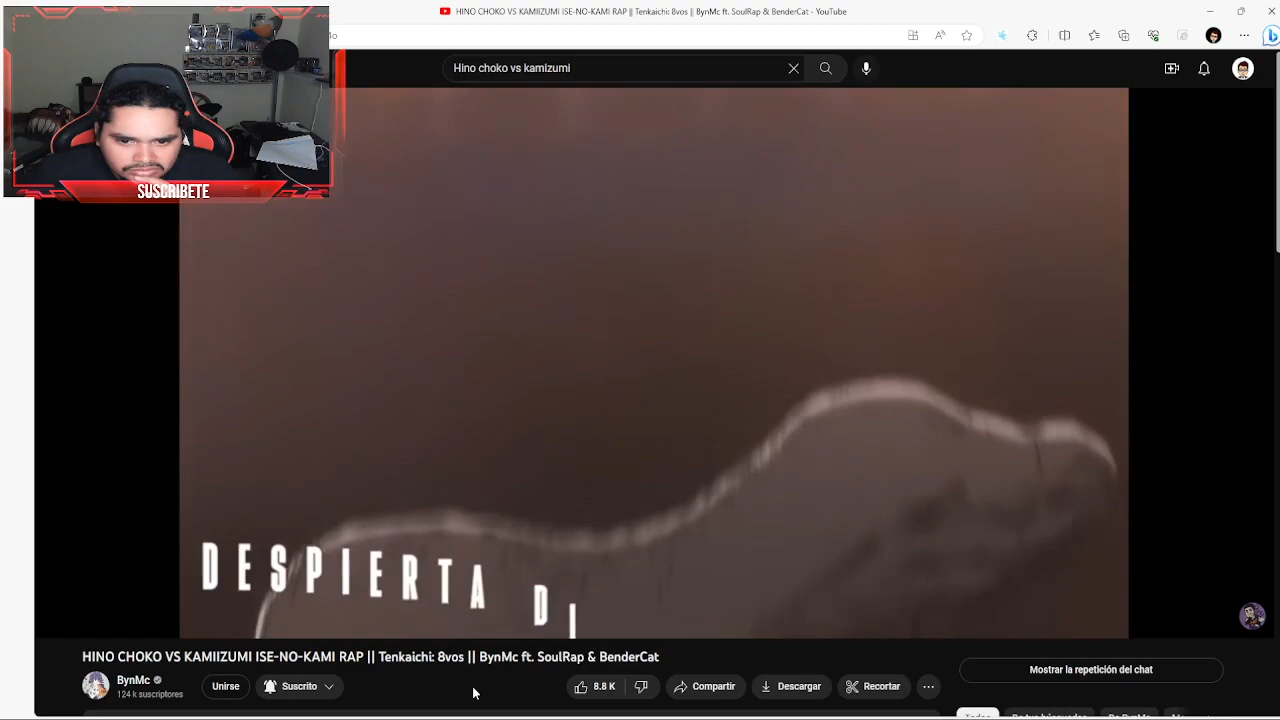 HINO CHOKO VS KAMIIZUMI ISE-NO-KAMI RAP || Tenkaichi: 8vos || BynMc ft. SoulRap & BenderCat - YouTube
Hino choko vs kamizumi
SUSCRIBETE
DESPIERTA
HINO CHOKO VS KAMIIZUMI ISE-NO-KAMI RAP || Tenkaichi: 8vos || BynMc ft. SoulRap & BenderCat
Mostrar la repetición del chat
BynMc
124 k suscriptores
Unirse
Suscrito
8.8 K
Compartir
Descargar
Recortar